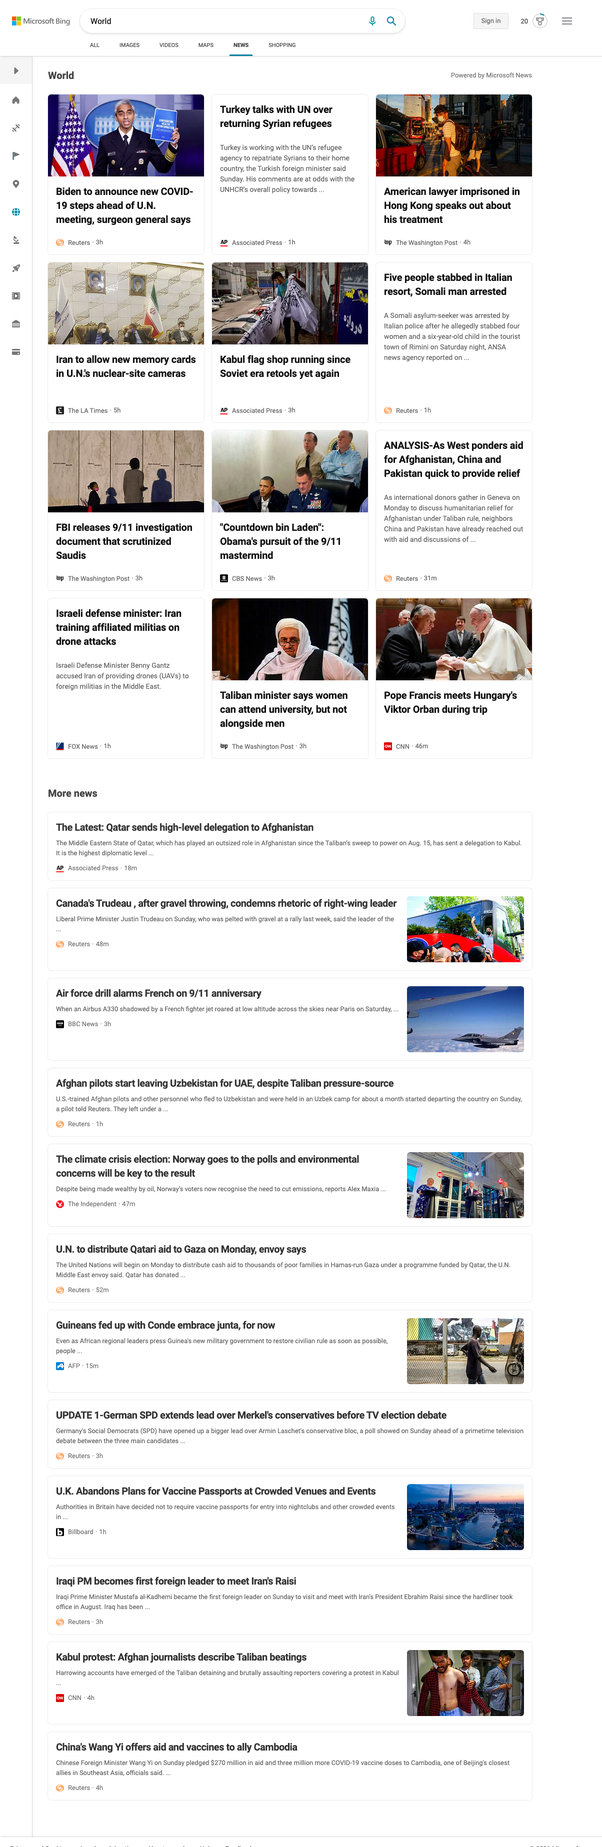 Microsoft Bing
World
Sign in
20
ALL
IMAGES
VIDEOS
MAPS
NEWS
SHOPPING
World
Powered by Microsoft News
Biden to announce new COVID-
19 steps ahead of U.N.
meeting, surgeon general says
Reuters · 3h
Turkey talks with UN over
returning Syrian refugees
Turkey is working with the UN's refugee
agency to repatriate Syrians to their home
country, the Turkish foreign minister said
Sunday. His comments are at odds with the
UNHCR's overall policy towards ...
AP Associated Press · 1h
American lawyer imprisoned in
Hong Kong speaks out about
his treatment
wp The Washington Post · 4h
Iran to allow new memory cards
in U.N.'s nuclear-site cameras
The LA Times · 5h
Kabul flag shop running since
Soviet era retools yet again
AP Associated Press · 3h
Five people stabbed in Italian
resort, Somali man arrested
A Somali asylum-seeker was arrested by
Italian police after he allegedly stabbed four
women and a six-year-old child in the tourist
town of Rimini on Saturday night, ANSA
news agency reported on ...
Reuters · 1h
FBI releases 9/11 investigation
document that scrutinized
Saudis
wp The Washington Post · 3h
"Countdown bin Laden":
Obama's pursuit of the 9/11
mastermind
CBS News · 3h
ANALYSIS-As West ponders aid
for Afghanistan, China and
Pakistan quick to provide relief
As international donors gather in Geneva on
Monday to discuss humanitarian relief for
Afghanistan under Taliban rule, neighbors
China and Pakistan have already reached out
with aid and discussions of ...
Reuters · 31m
Israeli defense minister: Iran
training affiliated militias on
drone attacks
Israeli Defense Minister Benny Gantz
accused Iran of providing drones (UAVs) to
foreign militias in the Middle East.
FOX News · 1h
Taliban minister says women
can attend university, but not
alongside men
wp The Washington Post · 3h
Pope Francis meets Hungary's
Viktor Orban during trip
CNN · 46m
More news
The Latest: Qatar sends high-level delegation to Afghanistan
The Middle Eastern State of Qatar, which has played an outsized role in Afghanistan since the Taliban's sweep to power on Aug. 15, has sent a delegation to Kabul.
It is the highest diplomatic level ...
AP Associated Press · 18m
Canada's Trudeau , after gravel throwing, condemns rhetoric of right-wing leader
Liberal Prime Minister Justin Trudeau on Sunday, who was pelted with gravel at a rally last week, said the leader of the
...
Reuters · 48m
Air force drill alarms French on 9/11 anniversary
When an Airbus A330 shadowed by a French fighter jet roared at low altitude across the skies near Paris on Saturday, ...
BBC News · 3h
Afghan pilots start leaving Uzbekistan for UAE, despite Taliban pressure-source
U.S.-trained Afghan pilots and other personnel who fled to Uzbekistan and were held in an Uzbek camp for about a month started departing the country on Sunday,
a pilot told Reuters. They left under a ...
Reuters · 1h
The climate crisis election: Norway goes to the polls and environmental
concerns will be key to the result
Despite being made wealthy by oil, Norway's voters now recognise the need to cut emissions, reports Alex Maxia ...
The Independent · 47m
U.N. to distribute Qatari aid to Gaza on Monday, envoy says
The United Nations will begin on Monday to distribute cash aid to thousands of poor families in Hamas-run Gaza under a programme funded by Qatar, the U.N.
Middle East envoy said. Qatar has donated ...
Reuters · 52m
Guineans fed up with Conde embrace junta, for now
Even as African regional leaders press Guinea's new military government to restore civilian rule as soon as possible,
people ...
AFP · 15m
UPDATE 1-German SPD extends lead over Merkel's conservatives before TV election debate
Germany's Social Democrats (SPD) have opened up a bigger lead over Armin Laschet's conservative bloc, a poll showed on Sunday ahead of a primetime television
debate between the three main candidates ...
Reuters · 3h
U.K. Abandons Plans for Vaccine Passports at Crowded Venues and Events
Authorities in Britain have decided not to require vaccine passports for entry into nightclubs and other crowded events
in ...
Billboard · 1h
Iraqi PM becomes first foreign leader to meet Iran's Raisi
Iraqi Prime Minister Mustafa al-Kadhemi became the first foreign leader on Sunday to visit and meet with Iran's President Ebrahim Raisi since the hardliner took
office in August. Iraq has been ...
Reuters · 3h
Kabul protest: Afghan journalists describe Taliban beatings
Harrowing accounts have emerged of the Taliban detaining and brutally assaulting reporters covering a protest in Kabul
...
CNN · 4h
China's Wang Yi offers aid and vaccines to ally Cambodia
Chinese Foreign Minister Wang Yi on Sunday pledged $270 million in aid and three million more COVID-19 vaccine doses to Cambodia, one of Beijing's closest
allies in Southeast Asia, officials said. ...
Reuters · 4h